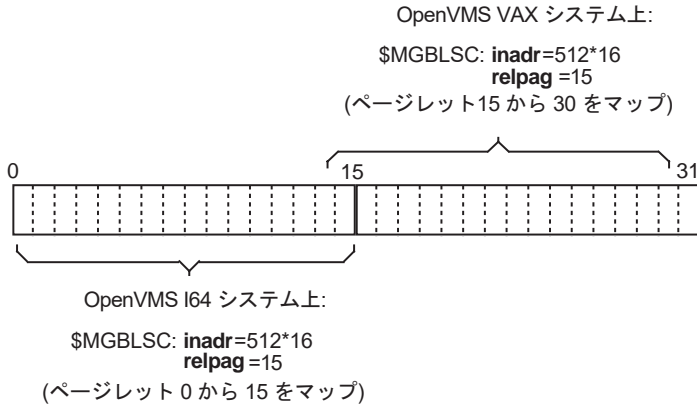 OpenVMS VAX システム上:
$MGBLSC: inadr=512*16
relpag =15
(ページレット15 から 30 をマップ)
0 15 31
OpenVMS I64 システム上:
$MGBLSC: inadr=512*16
relpag =15
(ページレット 0 から 15 をマップ)